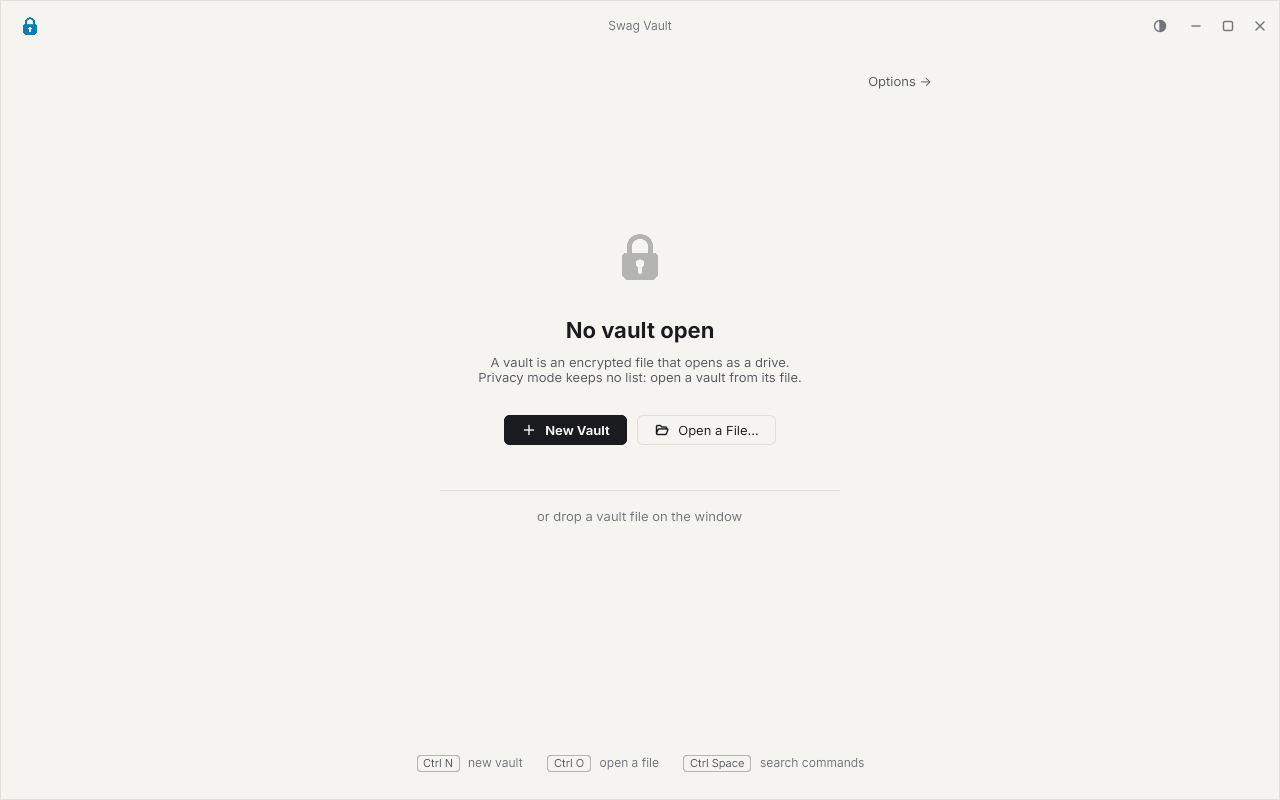 Swag Vault
Options →
No vault open
A vault is an encrypted file that opens as a drive.
Privacy mode keeps no list: open a vault from its file.
New Vault
Open a File...
or drop a vault file on the window
Ctrl N new vault Ctrl O open a file Ctrl Space search commands